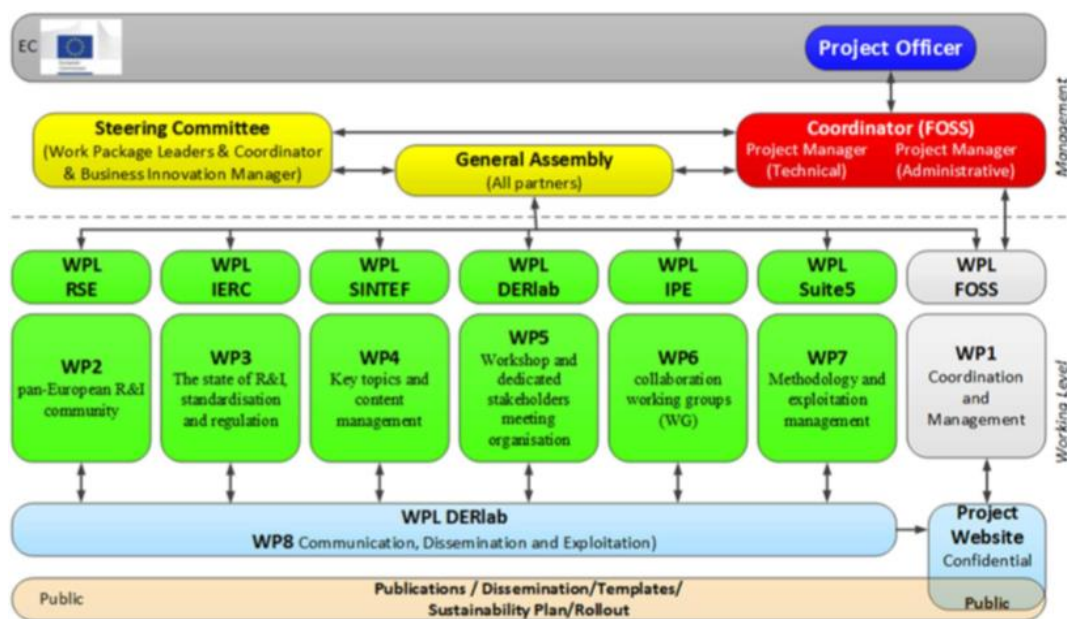 EC
Project Officer
Management
Steering Committee
(Work Package Leaders & Coordinator
& Business Innovation Manager)
General Assembly
(All partners)
Coordinator (FOSS)
Project Manager
(Technical)
Project Manager
(Administrative)
WPL
RSE
WPL
IERC
WPL
SINTEF
WPL
DERlab
WPL
IPE
WPL
Suite5
WPL
FOSS
WP2
pan-European R&I
community
WP3
The state of R&I,
standardisation
and regulation
WP4
Key topics and
content
management
WP5
Workshop and
dedicated
stakeholders
meeting
organisation
WP6
collaboration
working groups
(WG)
WP7
Methodology and
exploitation
management
WP1
Coordination
and
Management
Working Level
WPL DERlab
WP8 Communication, Dissemination and Exploitation)
Project
Website
Confidential
Public
Publications / Dissemination/Templates/
Sustainability Plan/Rollout
Public